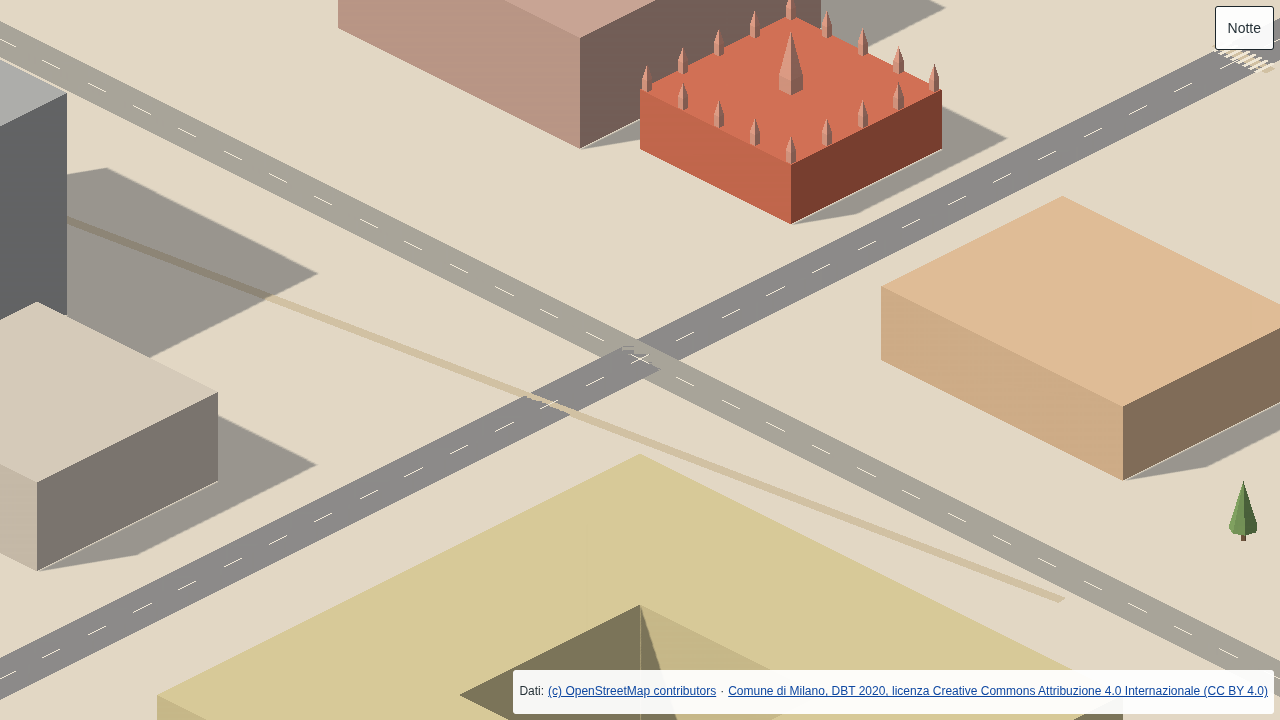 Notte
Dati: (c) OpenStreetMap contributors · Comune di Milano, DBT 2020, licenza Creative Commons Attribuzione 4.0 Internazionale (CC BY 4.0)